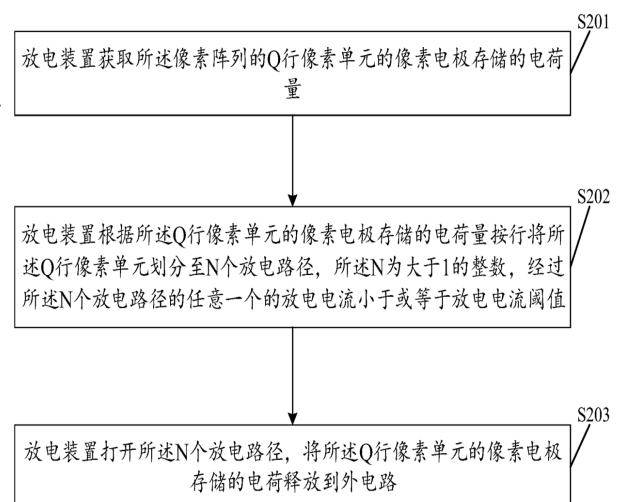 S201
放电装置获取所述像素阵列的Q行像素单元的像素电极存储的电荷
量
S202
放电装置根据所述Q行像素单元的像素电极存储的电荷量按行将所
述Q行像素单元划分至N个放电路径，所述N为大于1的整数，经过
所述N个放电路径的任意一个的放电电流小于或等于放电电流阈值
S203
放电装置打开所述N个放电路径，将所述Q行像素单元的像素电极
存储的电荷释放到外电路